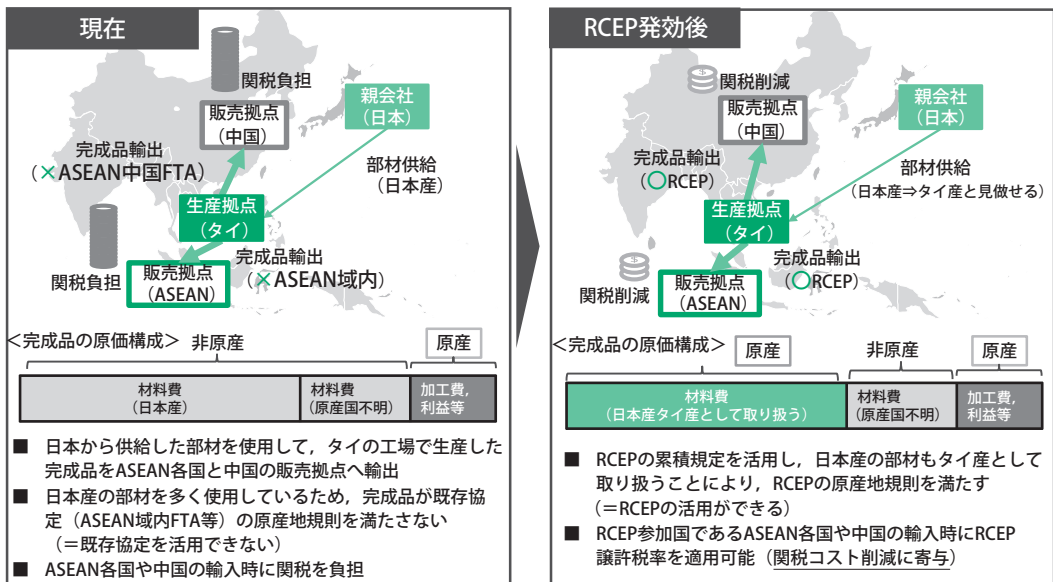 現在
関税負担
販売拠点
（中国）
親会社
（日本）
完成品輸出
（×ASEAN中国FTA）
部材供給
（日本産）
生産拠点
（タイ）
関税負担
販売拠点
（ASEAN）
完成品輸出
（×ASEAN域内）
＜完成品の原価構成＞
非原産
原産
材料費
（日本産）
材料費
（原産国不明）
加工費，
利益等
■ 日本から供給した部材を使用して，タイの工場で生産した
完成品をASEAN各国と中国の販売拠点へ輸出
■ 日本産の部材を多く使用しているため，完成品が既存協
定（ASEAN域内FTA等）の原産地規則を満たさない
（＝既存協定を活用できない）
■ ASEAN各国や中国の輸入時に関税を負担
RCEP発効後
$
関税削減
販売拠点
（中国）
親会社
（日本）
完成品輸出
（○RCEP）
部材供給
（日本産⇒タイ産と見做せる）
生産拠点
（タイ）
$
関税削減
販売拠点
（ASEAN）
完成品輸出
（○RCEP）
＜完成品の原価構成＞
原産
非原産
原産
材料費
（日本産タイ産として取り扱う）
材料費
（原産国不明）
加工費，
利益等
■ RCEPの累積規定を活用し，日本産の部材もタイ産として
取り扱うことにより，RCEPの原産地規則を満たす
（＝RCEPの活用ができる）
■ RCEP参加国であるASEAN各国や中国の輸入時にRCEP
譲許税率を適用可能（関税コスト削減に寄与）